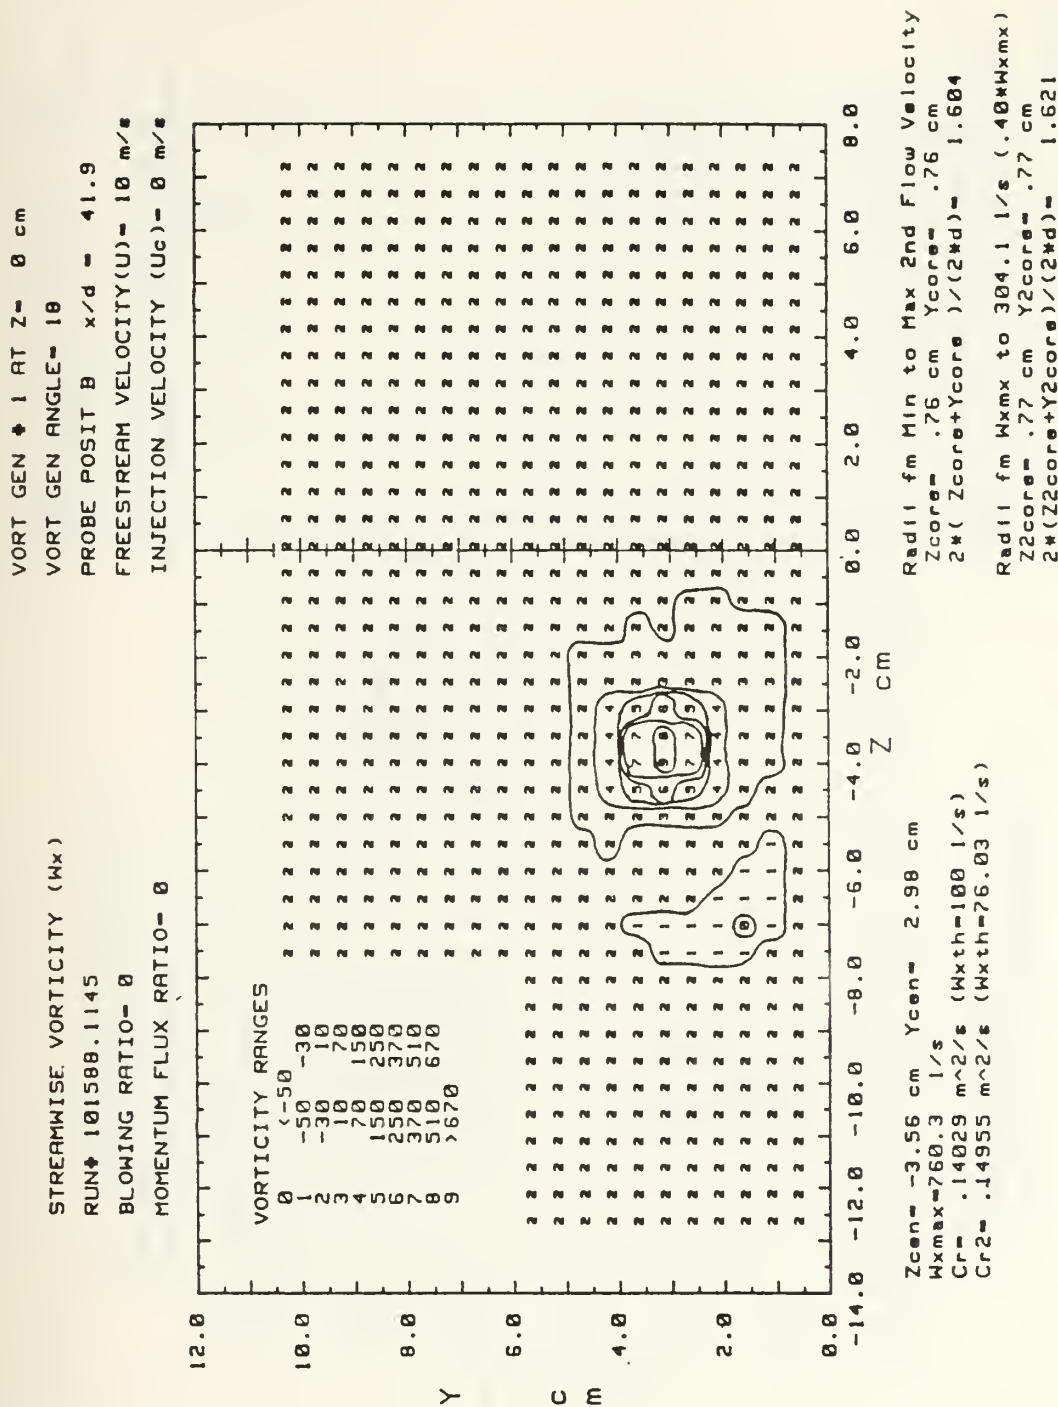 STREAMWISE VORTICITY (Wx)
RUN# 101588.1145
BLOWING RATIO= 0
MOMENTUM FLUX RATIO= 0
VORT GEN # 1 AT Z= 0 cm
VORT GEN ANGLE= 18
PROBE POSIT B x/d = 41.9
FREESTREAM VELOCITY(U)= 10 m/s
INJECTION VELOCITY (Uc)= 0 m/s
VORTICITY RANGES
0 <-50
1 -50 -30
2 -30 10
3 10 70
4 70 150
5 150 250
6 250 370
7 370 510
8 510 670
9 >670
12.0
10.0
8.0
6.0
4.0
2.0
0.0
Y
cm
-14.0 -12.0 -10.0 -8.0 -6.0 -4.0 -2.0 0.0 2.0 4.0 6.0 8.0
Z cm
Zcen= -3.56 cm Ycen= 2.98 cm
Wxmax=760.3 1/s
Cr= .14029 m^2/s (Wxth=100 1/s)
Cr2= .14955 m^2/s (Wxth=76.03 1/s)
Radii fm Min to Max 2nd Flow Velocity
Zcore= .76 cm Ycore= .76 cm
2*( Zcore+Ycore )/(2*d)= 1.604
Radii fm Wxmx to 304.1 1/s (.40*Wxmx)
Z2core= .77 cm Y2core= .77 cm
2*(Z2core+Y2core)/(2*d)= 1.621